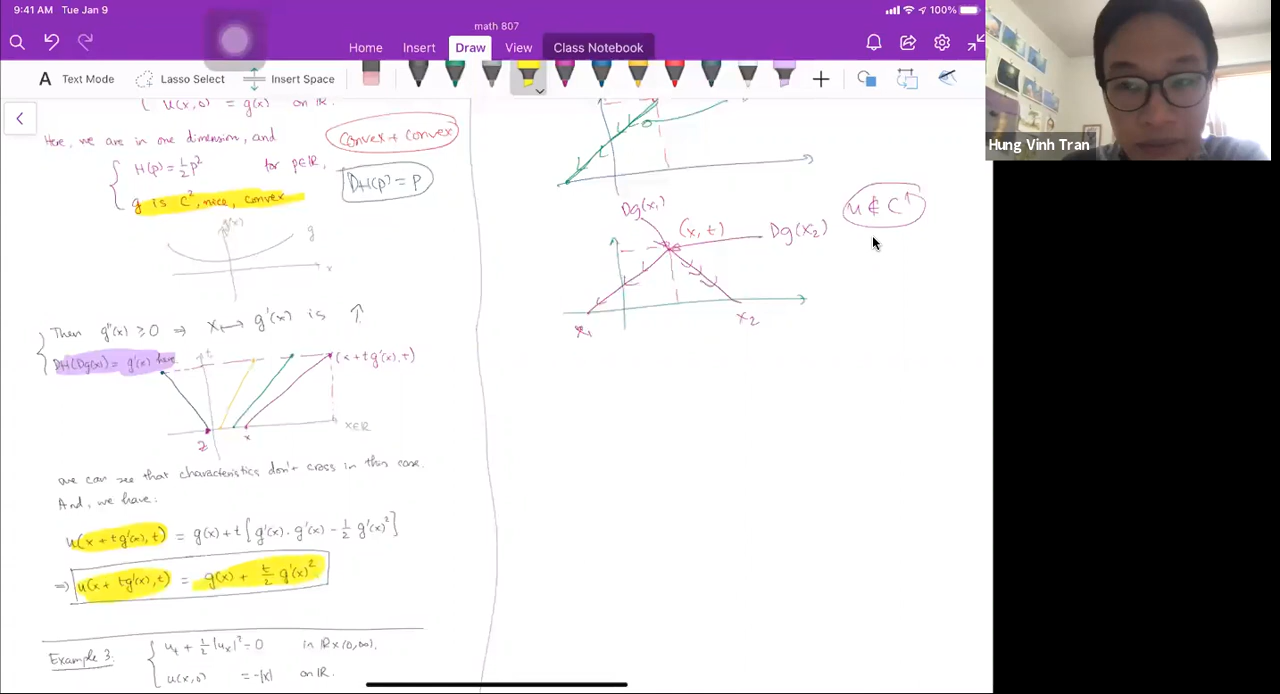 9:41 AM Tue Jan 9
100%
math 807
Home Insert Draw View Class Notebook
A Text Mode Lasso Select Insert Space
Hung Vinh Tran
u(x,0) = g(x) on ℝ.
Here, we are in one dimension, and
Convex + convex
H(p) = ½p² for p∈ℝ,
DH(p) = p
g is C², nice, convex
g(x)
g
x
Then g''(x) ≥ 0 ⇒ x ↦ g'(x) is ↑
DH(Dg(x)) = g'(x) here
t
(x + tg'(x), t)
z
x
x∈ℝ
we can see that characteristics don't cross in this case.
And, we have:
u(x + tg'(x), t) = g(x) + t[g'(x) · g'(x) − ½ g'(x)²]
⇒ u(x + tg'(x), t) = g(x) + t/2 g'(x)²
Example 3:
u_t + ½|u_x|² = 0 in ℝ×(0,∞),
u(x,0) = -|x| on ℝ.
Dg(x₁)
(x, t)
Dg(x₂)
u ∉ C¹
x₁
x₂